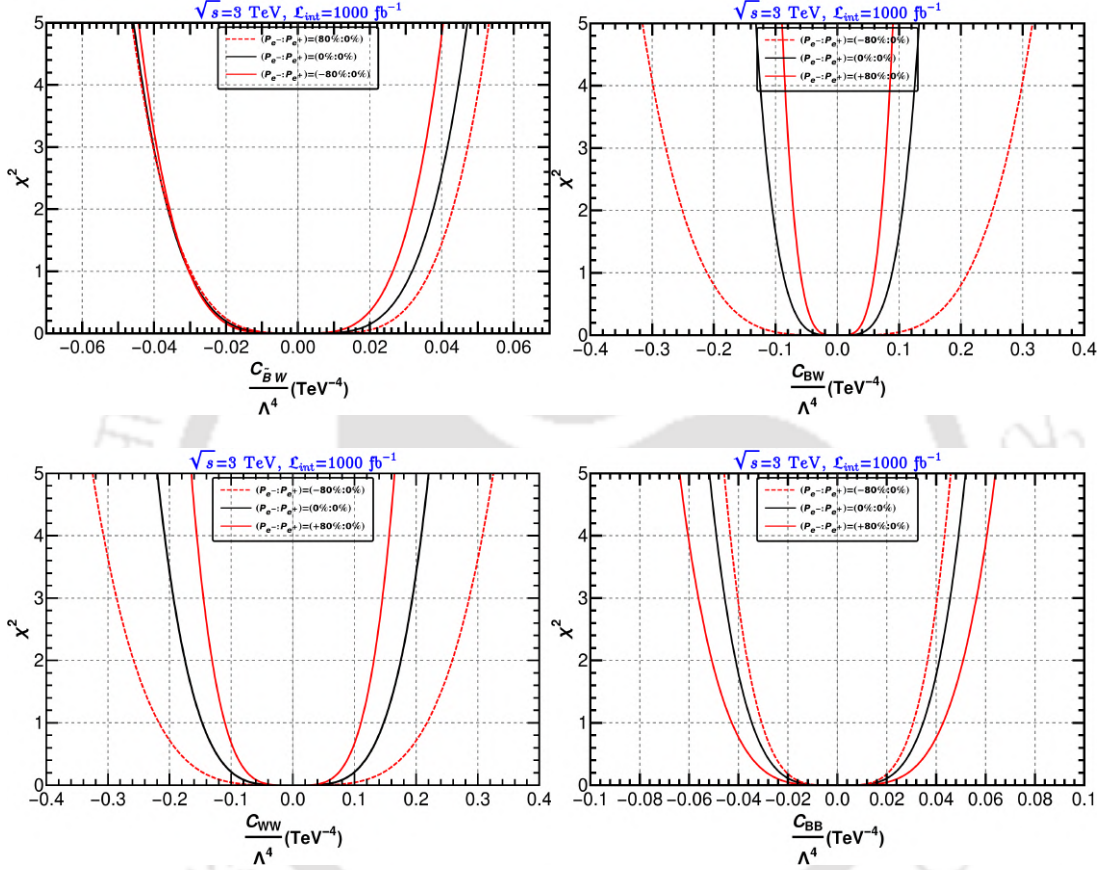 √s=3 TeV, ℒint=1000 fb⁻¹
(Pe-:Pe+)=(80%:0%)
(Pe-:Pe+)=(0%:0%)
(Pe-:Pe+)=(−80%:0%)
χ²
5
4
3
2
1
0
−0.06 −0.04 −0.02 0.00 0.02 0.04 0.06
C_B̃W/Λ⁴(TeV⁻⁴)
√s=3 TeV, ℒint=1000 fb⁻¹
(Pe-:Pe+)=(−80%:0%)
(Pe-:Pe+)=(0%:0%)
(Pe-:Pe+)=(+80%:0%)
χ²
5
4
3
2
1
0
−0.4 −0.3 −0.2 −0.1 0.0 0.1 0.2 0.3 0.4
C_BW/Λ⁴(TeV⁻⁴)
√s=3 TeV, ℒint=1000 fb⁻¹
(Pe-:Pe+)=(−80%:0%)
(Pe-:Pe+)=(0%:0%)
(Pe-:Pe+)=(+80%:0%)
χ²
5
4
3
2
1
0
−0.4 −0.3 −0.2 −0.1 0.0 0.1 0.2 0.3 0.4
C_WW/Λ⁴(TeV⁻⁴)
√s=3 TeV, ℒint=1000 fb⁻¹
(Pe-:Pe+)=(−80%:0%)
(Pe-:Pe+)=(0%:0%)
(Pe-:Pe+)=(+80%:0%)
χ²
5
4
3
2
1
0
−0.1 −0.08 −0.06 −0.04 −0.02 0.00 0.02 0.04 0.06 0.08 0.1
C_BB/Λ⁴(TeV⁻⁴)